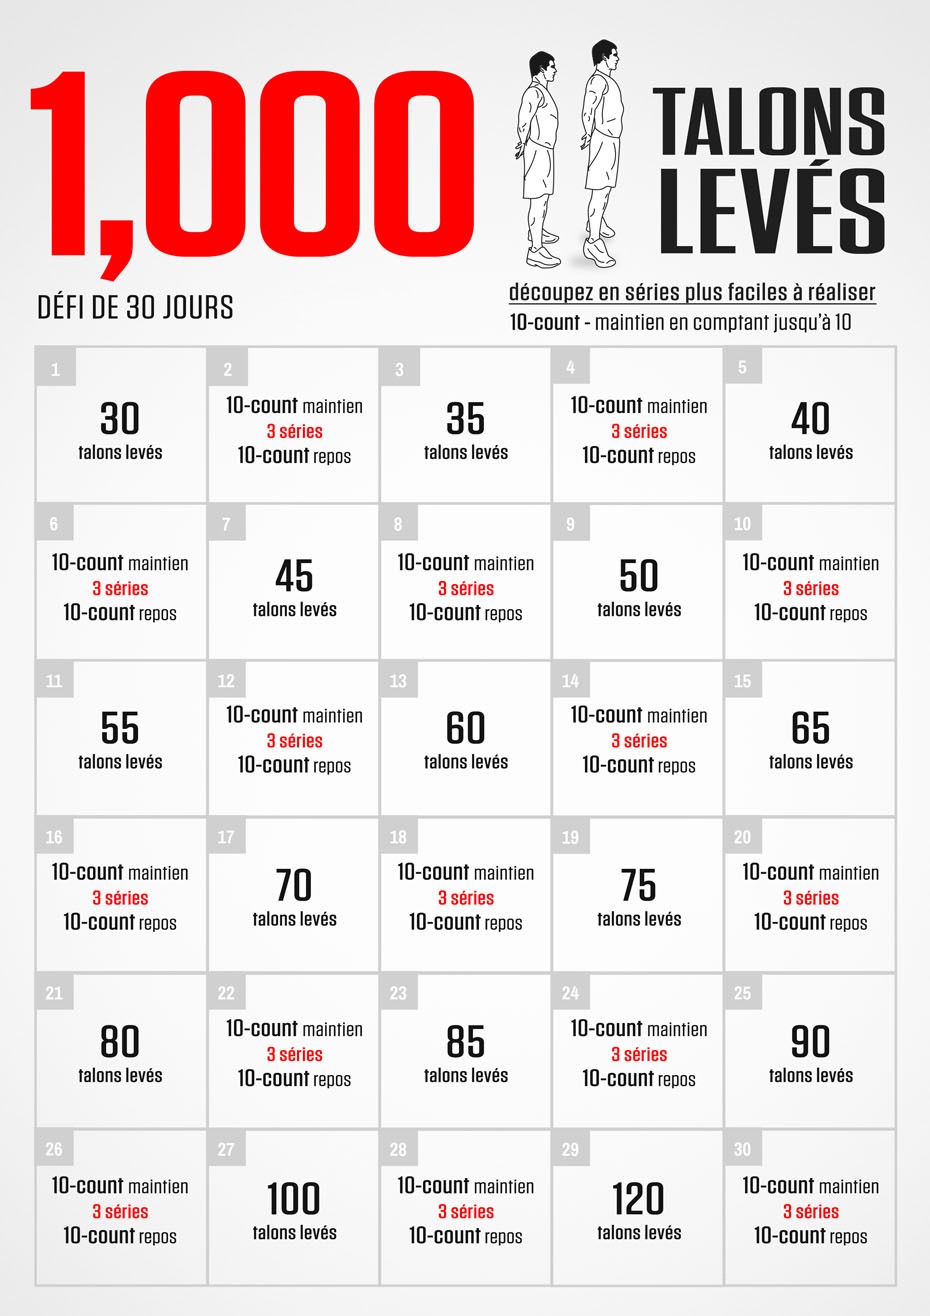 1,000
TALONS
LEVÉS
DÉFI DE 30 JOURS
découpez en séries plus faciles à réaliser
10-count - maintien en comptant jusqu'à 10
1
30
talons levés
2
10-count maintien
3 séries
10-count repos
3
35
talons levés
4
10-count maintien
3 séries
10-count repos
5
40
talons levés
6
10-count maintien
3 séries
10-count repos
7
45
talons levés
8
10-count maintien
3 séries
10-count repos
9
50
talons levés
10
10-count maintien
3 séries
10-count repos
11
55
talons levés
12
10-count maintien
3 séries
10-count repos
13
60
talons levés
14
10-count maintien
3 séries
10-count repos
15
65
talons levés
16
10-count maintien
3 séries
10-count repos
17
70
talons levés
18
10-count maintien
3 séries
10-count repos
19
75
talons levés
20
10-count maintien
3 séries
10-count repos
21
80
talons levés
22
10-count maintien
3 séries
10-count repos
23
85
talons levés
24
10-count maintien
3 séries
10-count repos
25
90
talons levés
26
10-count maintien
3 séries
10-count repos
27
100
talons levés
28
10-count maintien
3 séries
10-count repos
29
120
talons levés
30
10-count maintien
3 séries
10-count repos